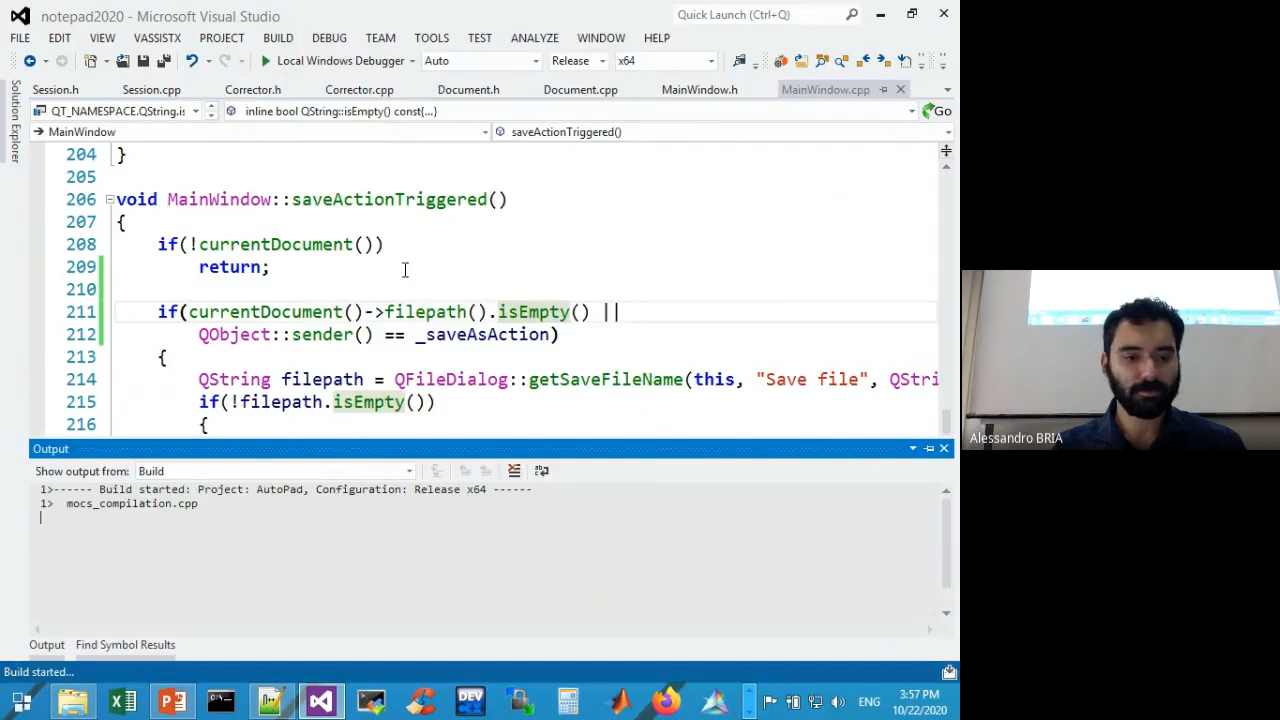 notepad2020 - Microsoft Visual Studio
Quick Launch (Ctrl+Q)
FILE EDIT VIEW VASSISTX PROJECT BUILD DEBUG TEAM TOOLS TEST ANALYZE WINDOW HELP
Local Windows Debugger Auto Release x64
Solution Explorer
Session.h Session.cpp Corrector.h Corrector.cpp Document.h Document.cpp MainWindow.h MainWindow.cpp
QT_NAMESPACE.QString.is inline bool QString::isEmpty() const{...} Go
MainWindow saveActionTriggered()
204 }
205
206 void MainWindow::saveActionTriggered()
207 {
208 if(!currentDocument())
209 return;
210
211 if(currentDocument()->filepath().isEmpty() ||
212 QObject::sender() == _saveAsAction)
213 {
214 QString filepath = QFileDialog::getSaveFileName(this, "Save file", QStri
215 if(!filepath.isEmpty())
216 {
Alessandro BRIA
Output
Show output from: Build
1>------ Build started: Project: AutoPad, Configuration: Release x64 ------
1> mocs_compilation.cpp
Output Find Symbol Results
Build started...
DEV
ENG
3:57 PM
10/22/2020